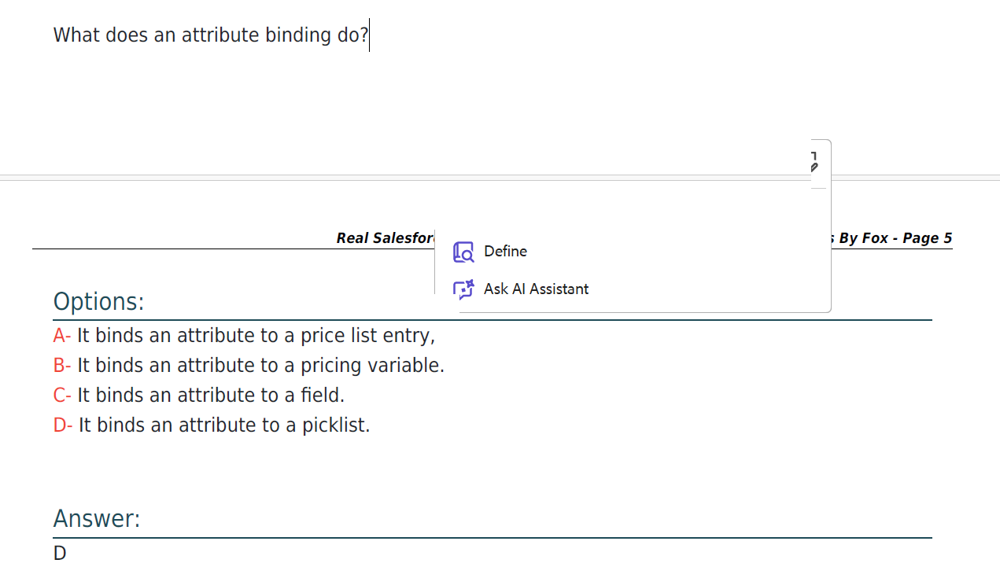 What does an attribute binding do?
Real Salesfor
By Fox - Page 5
Define
Ask AI Assistant
Options:
A- It binds an attribute to a price list entry,
B- It binds an attribute to a pricing variable.
C- It binds an attribute to a field.
D- It binds an attribute to a picklist.
Answer:
D